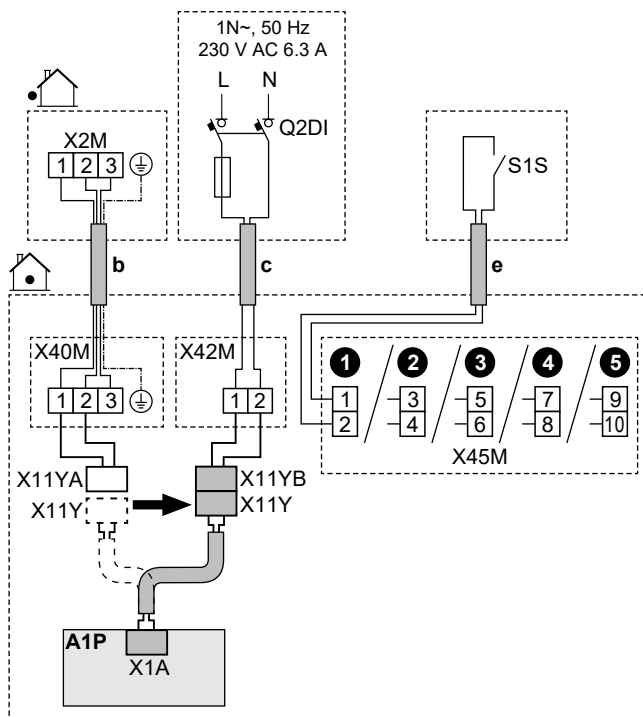 1N~, 50 Hz
230 V AC 6.3 A
L N
Q2DI
X2M
1 2 3
S1S
b
c
e
X40M
1 2 3
X42M
1 2
1 2 3 4 5
1 3 5 7 9
2 4 6 8 10
X45M
X11YA
X11YB
X11Y
X11Y
A1P
X1A